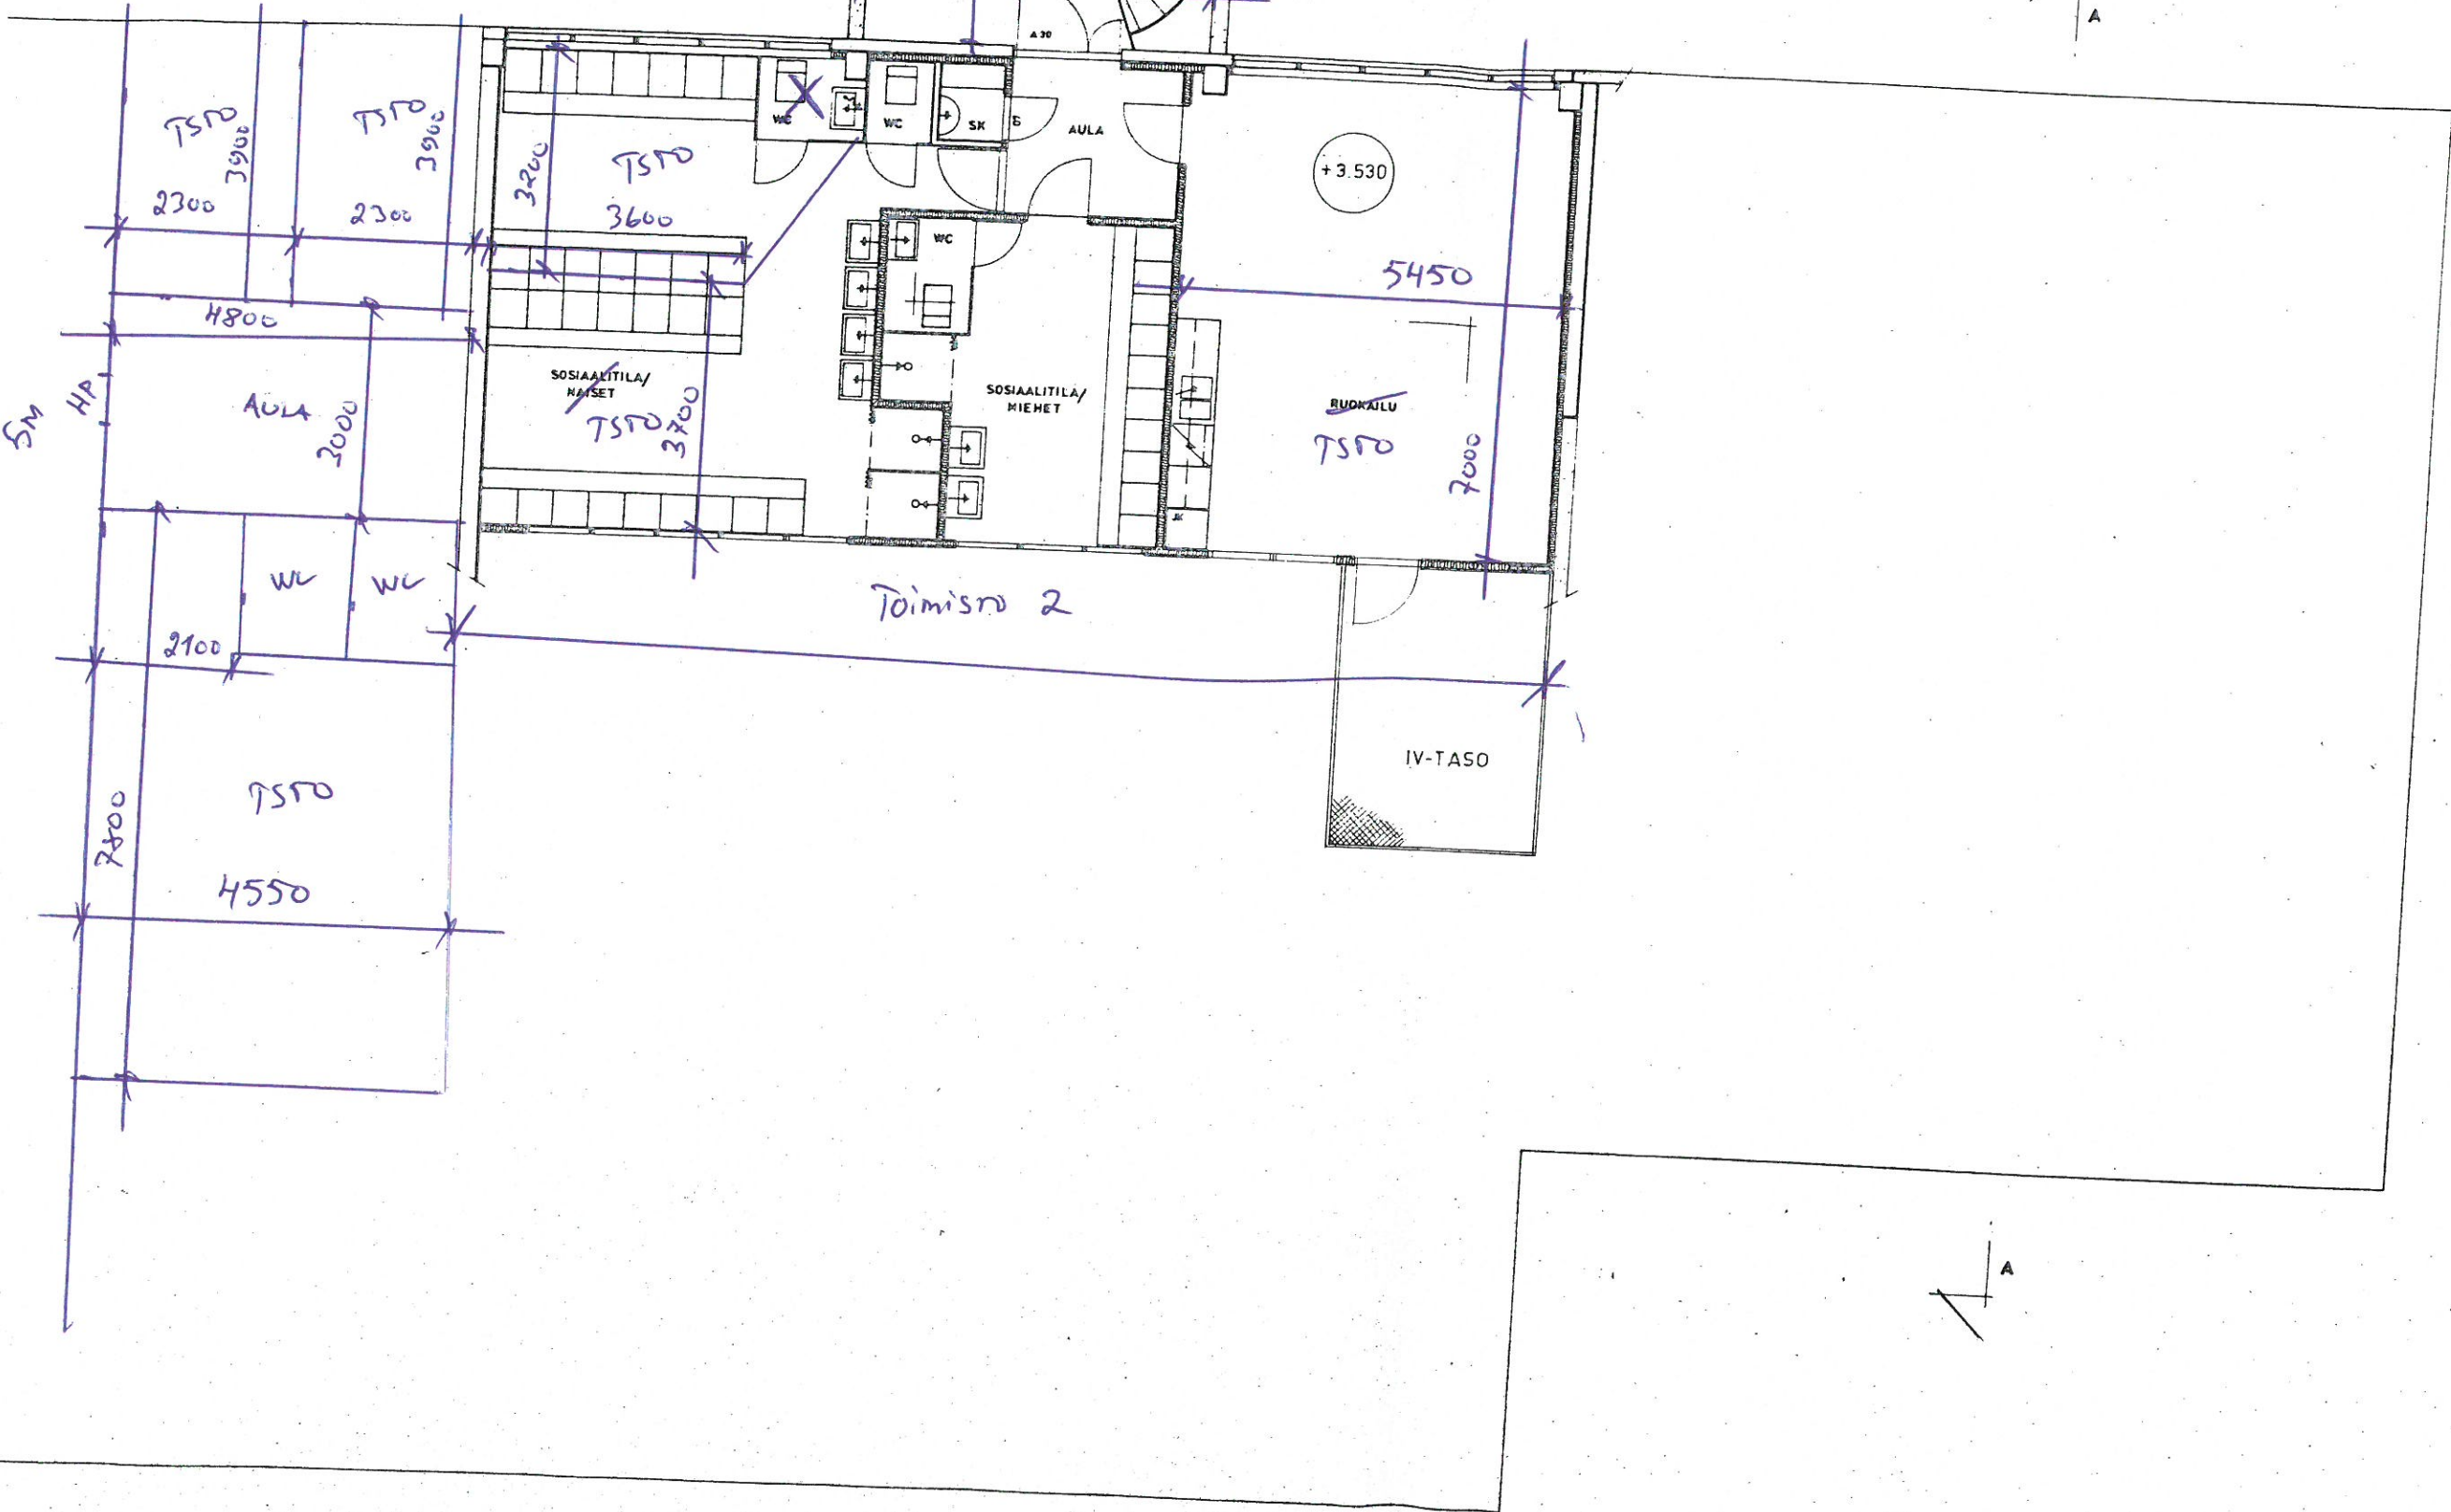 A
A 30
TSTO
3900
2300
TSTO
3900
2300
3200
TSTO
3600
WC
WC
SK
AULA
+3.530
WC
5450
4800
HP
5M
AULA
3000
SOSIAALITILA/
NAISET
TSTO
3700
SOSIAALITILA/
MIEHET
RUOKAILU
TSTO
7000
JK
WC
WC
2100
Toimisto 2
TSTO
7800
4550
IV-TASO
A